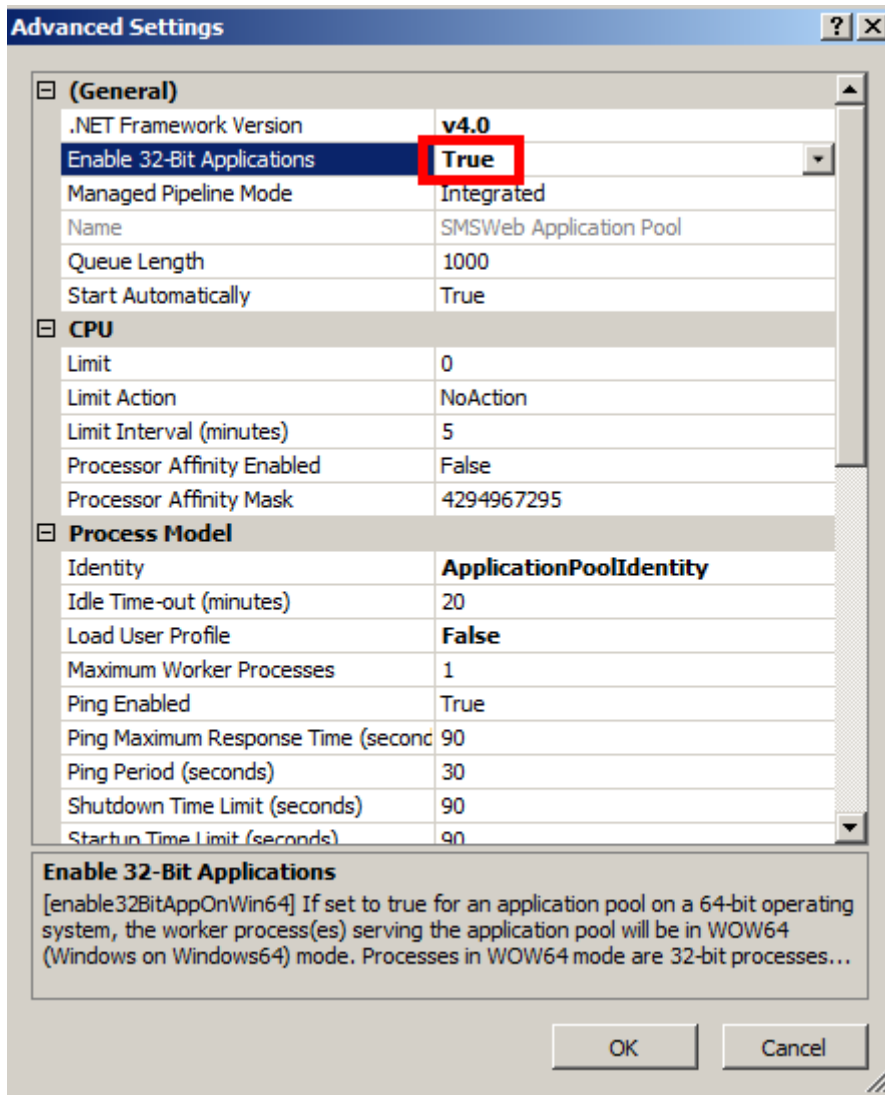 Advanced Settings
(General)
.NET Framework Version v4.0
Enable 32-Bit Applications True
Managed Pipeline Mode Integrated
Name SMSWeb Application Pool
Queue Length 1000
Start Automatically True
CPU
Limit 0
Limit Action NoAction
Limit Interval (minutes) 5
Processor Affinity Enabled False
Processor Affinity Mask 4294967295
Process Model
Identity ApplicationPoolIdentity
Idle Time-out (minutes) 20
Load User Profile False
Maximum Worker Processes 1
Ping Enabled True
Ping Maximum Response Time (second 90
Ping Period (seconds) 30
Shutdown Time Limit (seconds) 90
Startup Time Limit (seconds) 90
Enable 32-Bit Applications
[enable32BitAppOnWin64] If set to true for an application pool on a 64-bit operating
system, the worker process(es) serving the application pool will be in WOW64
(Windows on Windows64) mode. Processes in WOW64 mode are 32-bit processes...
OK Cancel